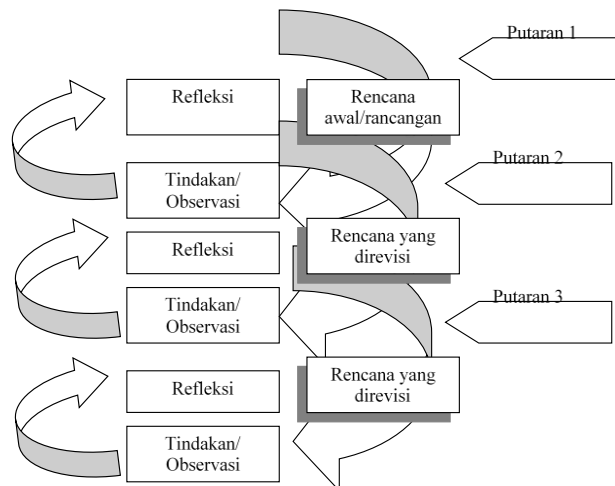 Putaran 1
Refleksi
Rencana
awal/rancangan
Putaran 2
Tindakan/
Observasi
Refleksi
Rencana yang
direvisi
Putaran 3
Tindakan/
Observasi
Refleksi
Rencana yang
direvisi
Tindakan/
Observasi